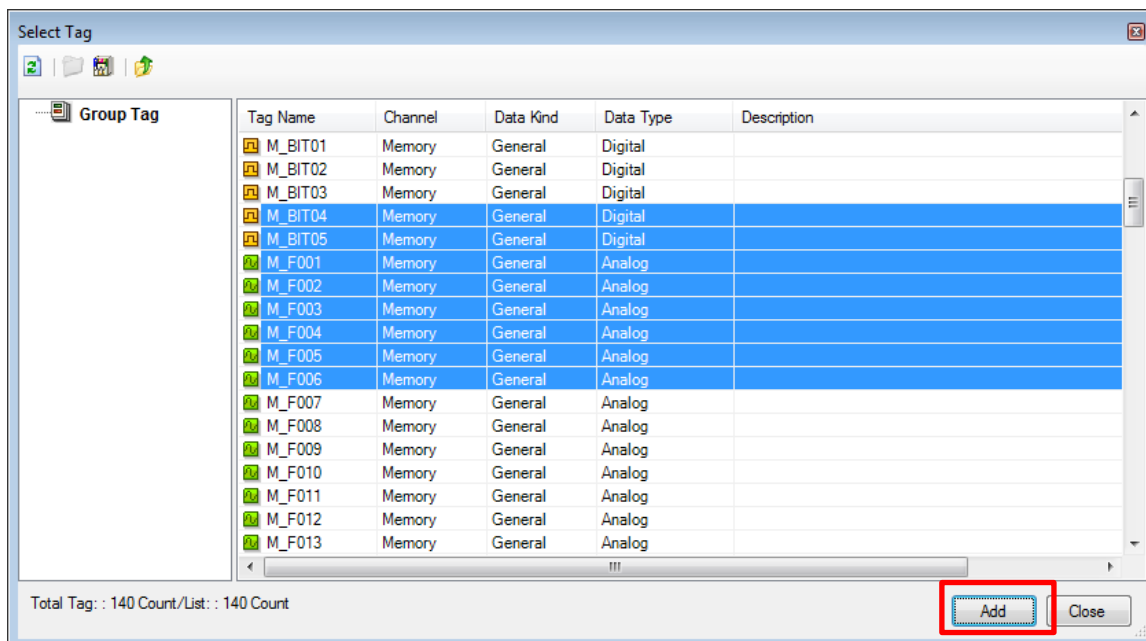 Select Tag
Group Tag
Tag Name Channel Data Kind Data Type Description
M_BIT01 Memory General Digital
M_BIT02 Memory General Digital
M_BIT03 Memory General Digital
M_BIT04 Memory General Digital
M_BIT05 Memory General Digital
M_F001 Memory General Analog
M_F002 Memory General Analog
M_F003 Memory General Analog
M_F004 Memory General Analog
M_F005 Memory General Analog
M_F006 Memory General Analog
M_F007 Memory General Analog
M_F008 Memory General Analog
M_F009 Memory General Analog
M_F010 Memory General Analog
M_F011 Memory General Analog
M_F012 Memory General Analog
M_F013 Memory General Analog
Total Tag: : 140 Count/List: : 140 Count
Add Close